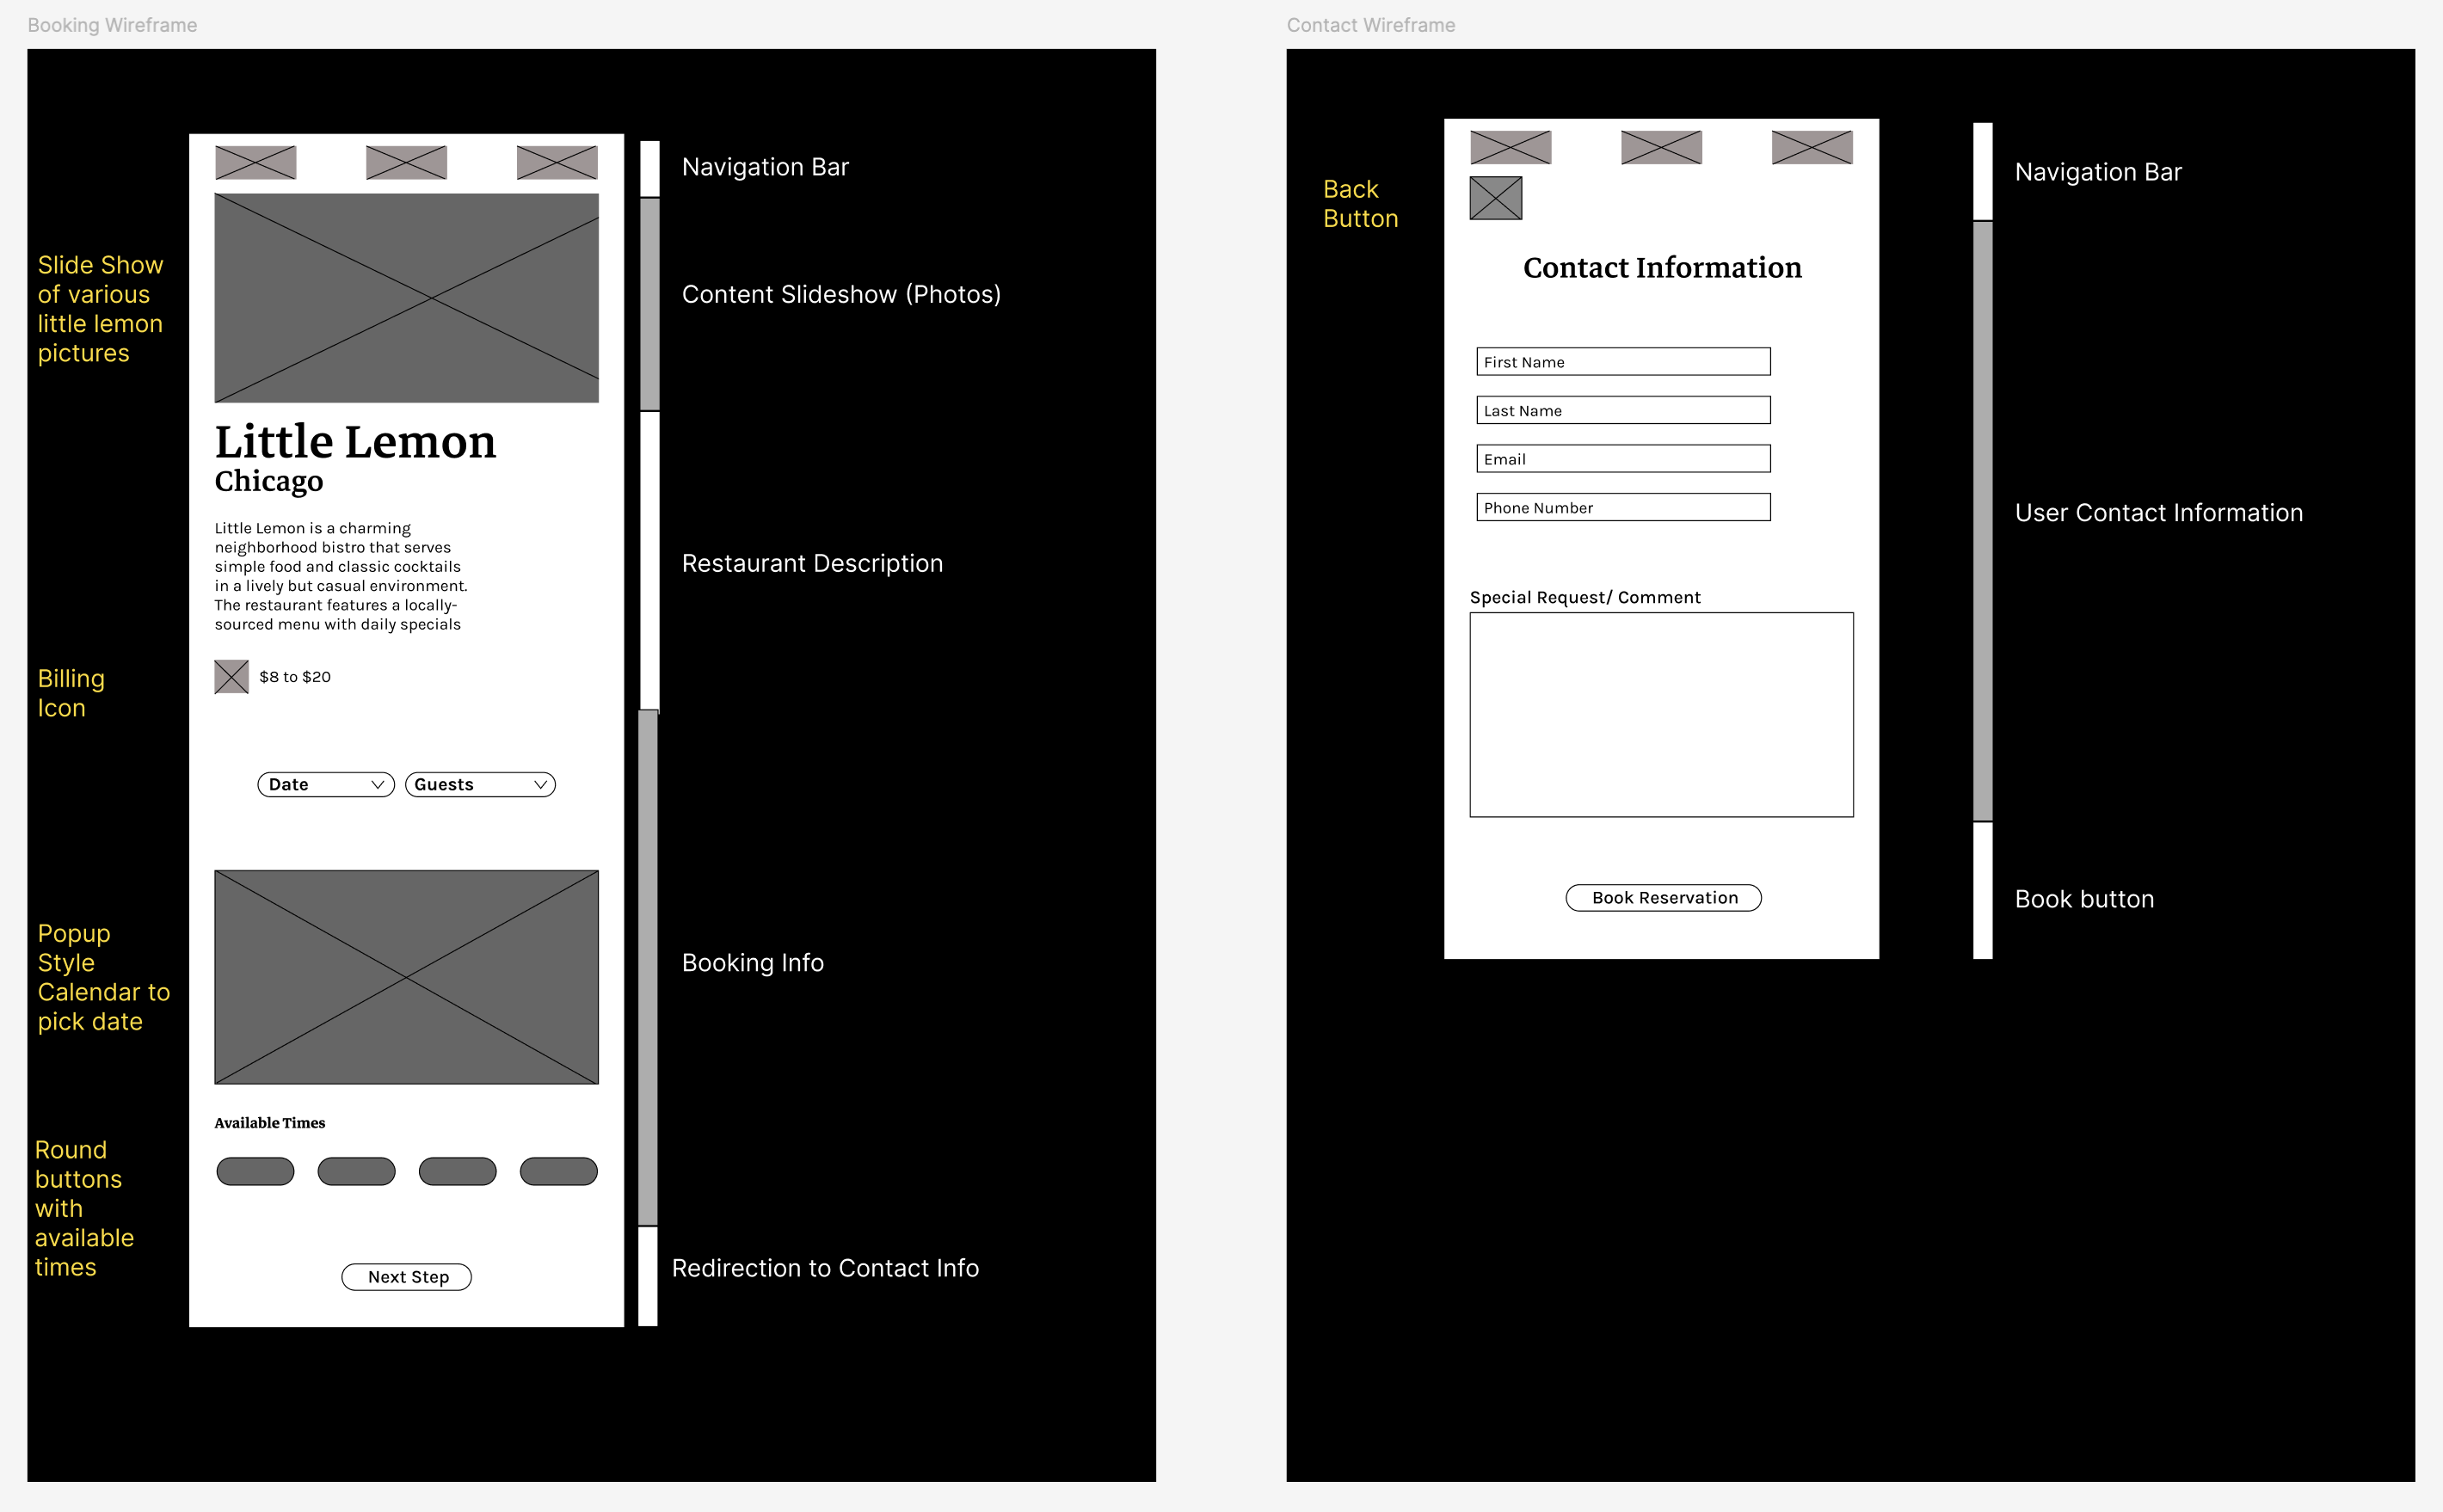 Booking Wireframe
Navigation Bar
Slide Show
of various
little lemon
pictures
Content Slideshow (Photos)
Little Lemon
Chicago
Little Lemon is a charming
neighborhood bistro that serves
simple food and classic cocktails
in a lively but casual environment.
The restaurant features a locally-
sourced menu with daily specials
Restaurant Description
Billing
Icon
$8 to $20
Date
Guests
Popup
Style
Calendar to
pick date
Booking Info
Available Times
Round
buttons
with
available
times
Next Step
Redirection to Contact Info
Contact Wireframe
Navigation Bar
Back
Button
Contact Information
First Name
Last Name
Email
Phone Number
User Contact Information
Special Request/ Comment
Book Reservation
Book button